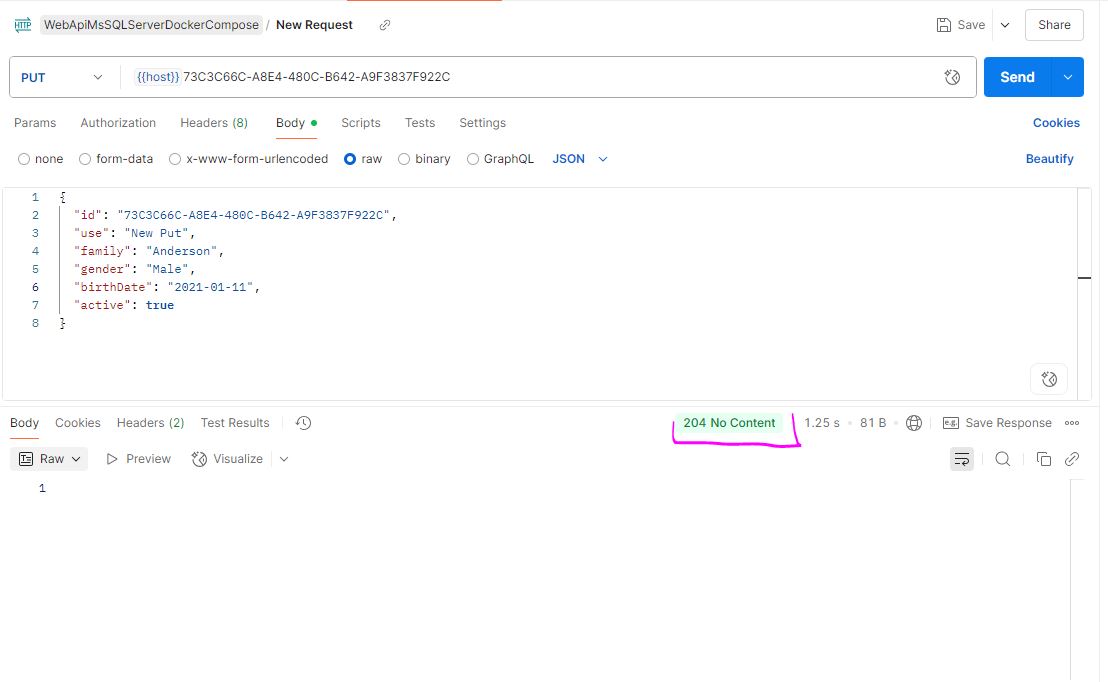 HTTP WebApiMsSQLServerDockerCompose / New Request Save Share
PUT {{host}} 73C3C66C-A8E4-480C-B642-A9F3837F922C Send
Params Authorization Headers (8) Body Scripts Tests Settings Cookies
none form-data x-www-form-urlencoded raw binary GraphQL JSON Beautify
1 {
2 "id": "73C3C66C-A8E4-480C-B642-A9F3837F922C",
3 "use": "New Put",
4 "family": "Anderson",
5 "gender": "Male",
6 "birthDate": "2021-01-11",
7 "active": true
8 }
Body Cookies Headers (2) Test Results 204 No Content 1.25 s 81 B e.g. Save Response
Raw Preview Visualize
1